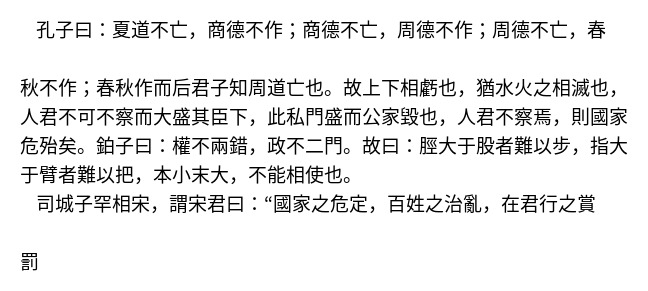 孔子曰：夏道不亡，商德不作；商德不亡，周德不作；周德不亡，春
秋不作；春秋作而后君子知周道亡也。故上下相虧也，猶水火之相滅也，
人君不可不察而大盛其臣下，此私門盛而公家毀也，人君不察焉，則國家
危殆矣。鉑子曰：權不兩錯，政不二門。故曰：脛大于股者難以步，指大
于臂者難以把，本小末大，不能相使也。
司城子罕相宋，謂宋君曰：“國家之危定，百姓之治亂，在君行之賞
罰